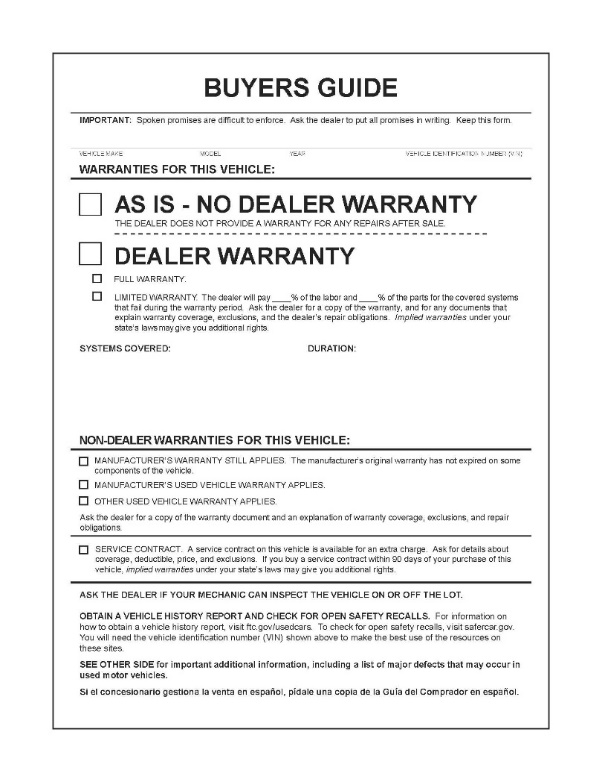 BUYERS GUIDE
IMPORTANT: Spoken promises are difficult to enforce. Ask the dealer to put all promises in writing. Keep this form.
VEHICLE MAKE MODEL YEAR VEHICLE IDENTIFICATION NUMBER (VIN)
WARRANTIES FOR THIS VEHICLE:
AS IS - NO DEALER WARRANTY
THE DEALER DOES NOT PROVIDE A WARRANTY FOR ANY REPAIRS AFTER SALE.
DEALER WARRANTY
FULL WARRANTY.
LIMITED WARRANTY. The dealer will pay ____% of the labor and ____% of the parts for the covered systems
that fail during the warranty period. Ask the dealer for a copy of the warranty, and for any documents that
explain warranty coverage, exclusions, and the dealer's repair obligations. Implied warranties under your
state's laws may give you additional rights.
SYSTEMS COVERED: DURATION:
NON-DEALER WARRANTIES FOR THIS VEHICLE:
MANUFACTURER'S WARRANTY STILL APPLIES. The manufacturer's original warranty has not expired on some
components of the vehicle.
MANUFACTURER'S USED VEHICLE WARRANTY APPLIES.
OTHER USED VEHICLE WARRANTY APPLIES.
Ask the dealer for a copy of the warranty document and an explanation of warranty coverage, exclusions, and repair
obligations.
SERVICE CONTRACT. A service contract on this vehicle is available for an extra charge. Ask for details about
coverage, deductible, price, and exclusions. If you buy a service contract within 90 days of your purchase of this
vehicle, implied warranties under your state's laws may give you additional rights.
ASK THE DEALER IF YOUR MECHANIC CAN INSPECT THE VEHICLE ON OR OFF THE LOT.
OBTAIN A VEHICLE HISTORY REPORT AND CHECK FOR OPEN SAFETY RECALLS. For information on
how to obtain a vehicle history report, visit ftc.gov/usedcars. To check for open safety recalls, visit safercar.gov.
You will need the vehicle identification number (VIN) shown above to make the best use of the resources on
these sites.
SEE OTHER SIDE for important additional information, including a list of major defects that may occur in
used motor vehicles.
Si el concesionario gestiona la venta en español, pídale una copia de la Guía del Comprador en español.